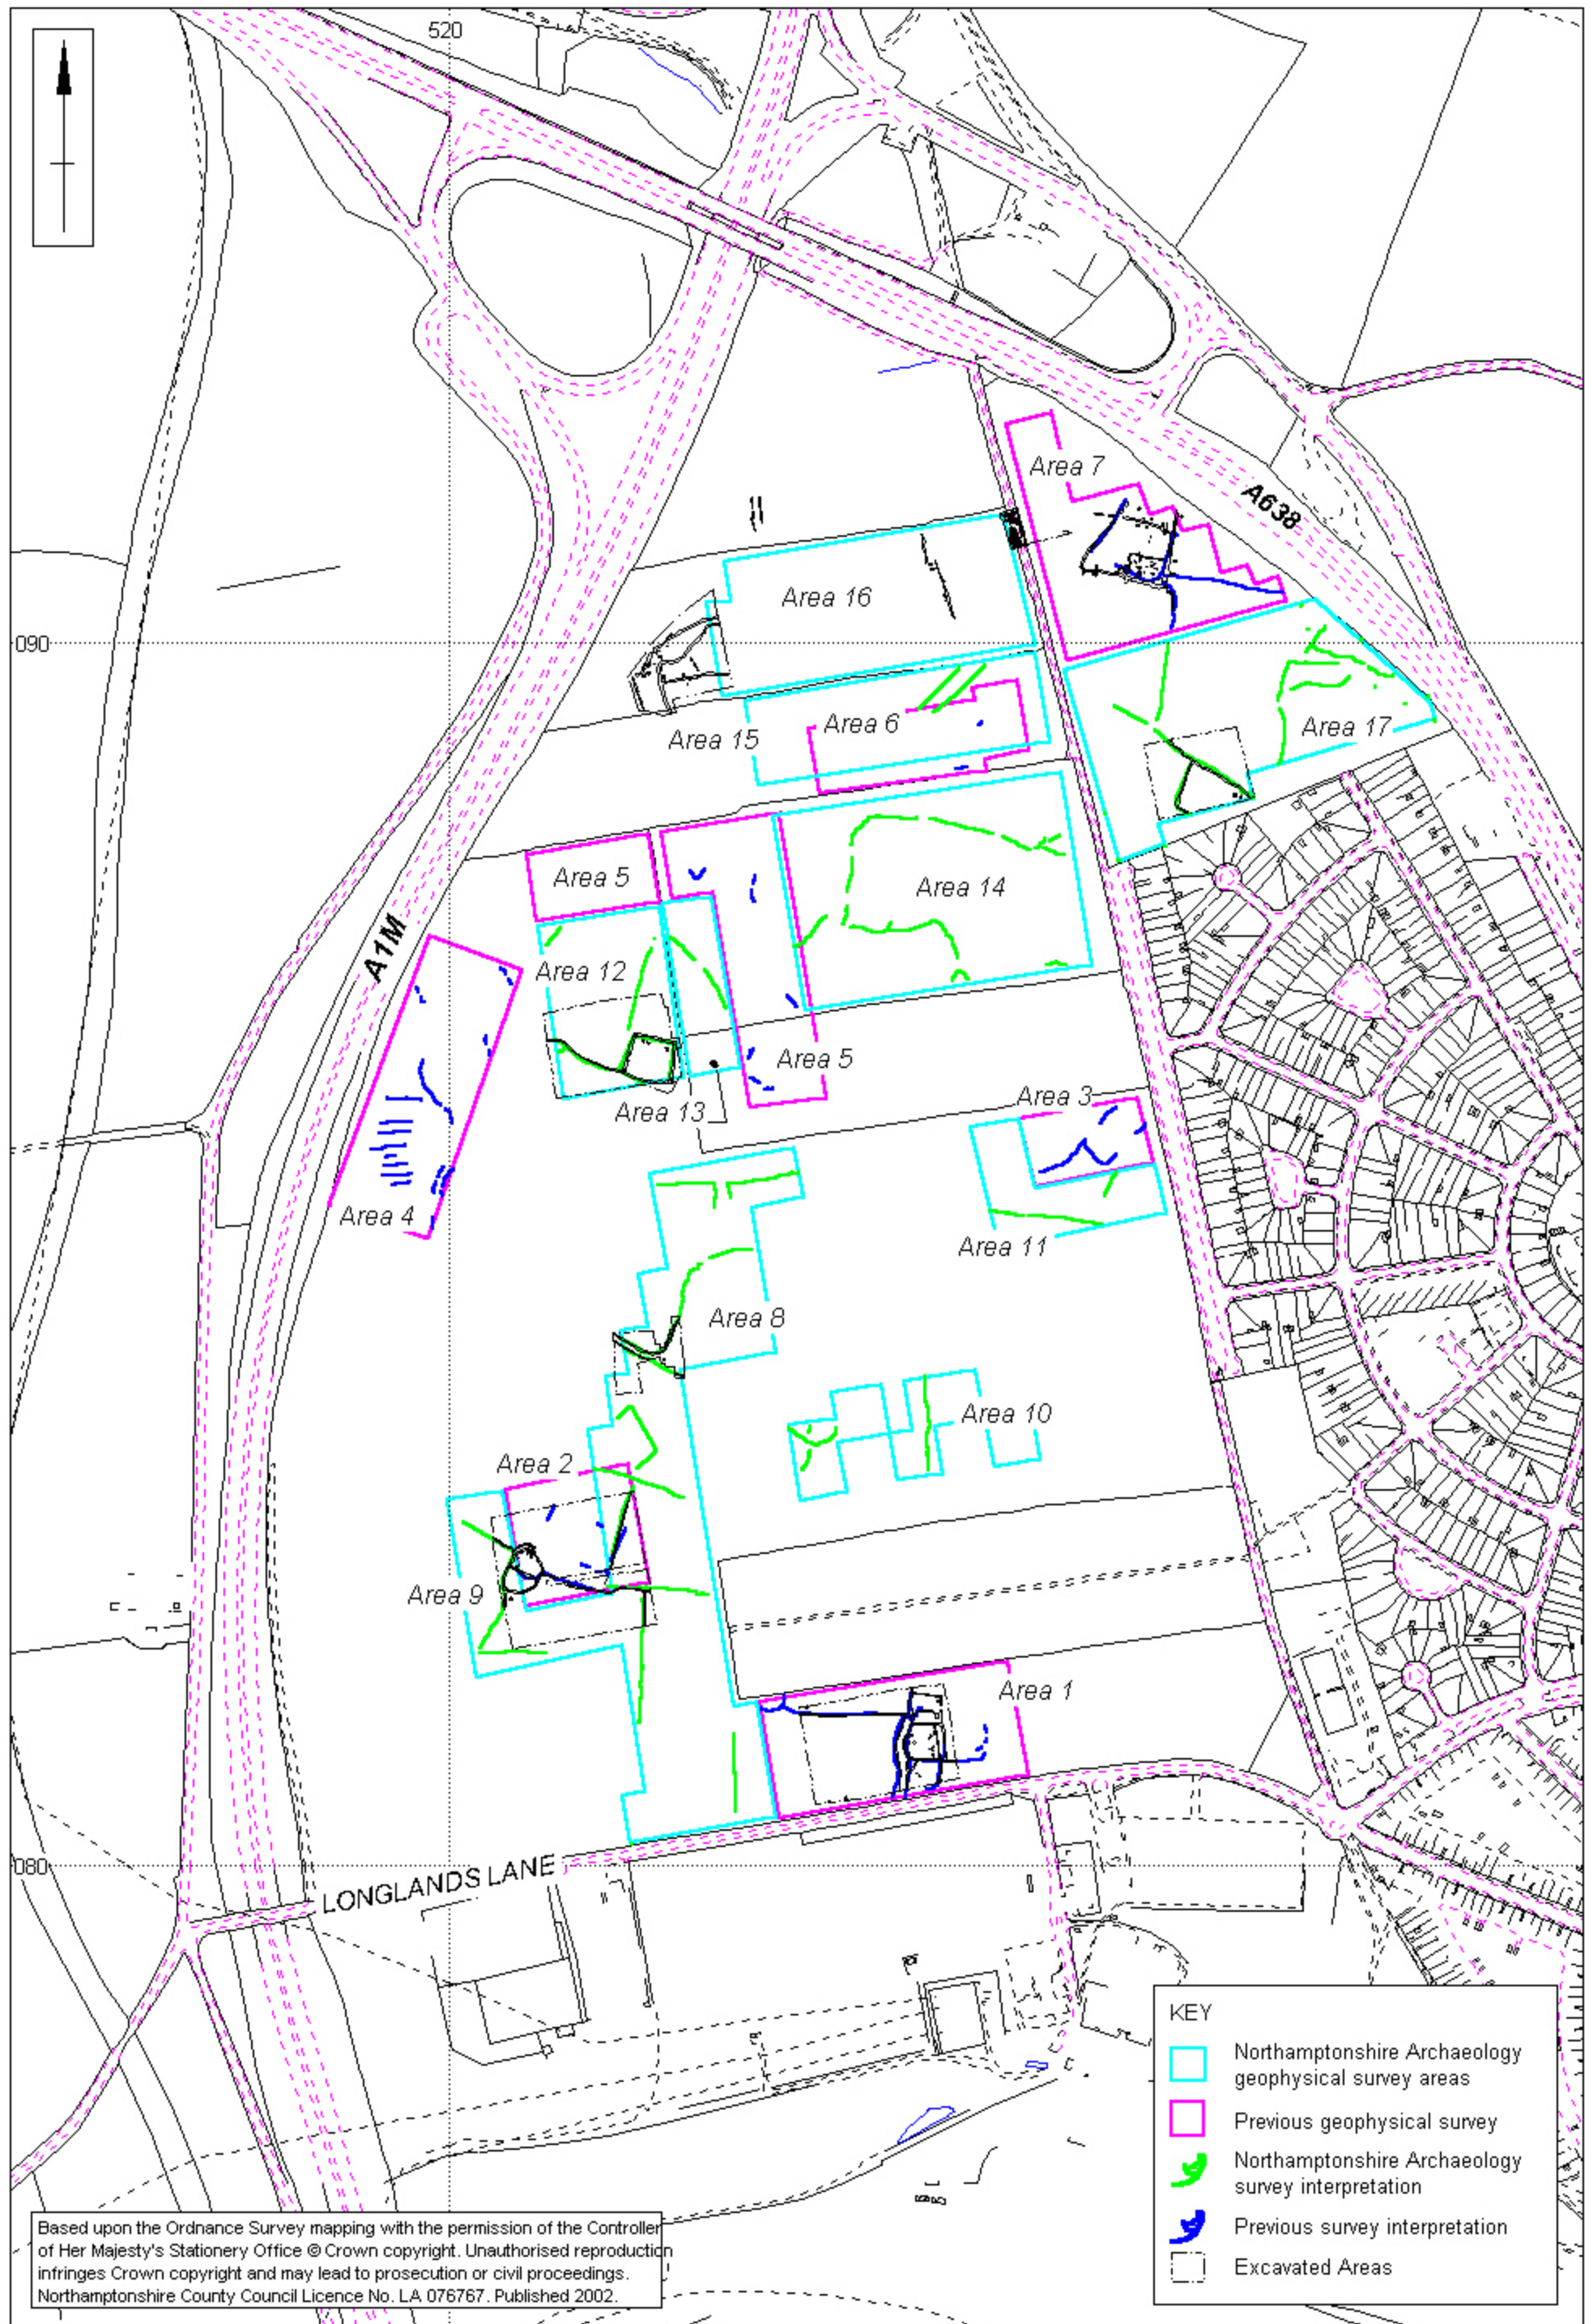 520
Area 7
A638
Area 16
090
Area 6
Area 17
Area 15
Area 5
Area 14
A1M
Area 12
Area 5
Area 3
Area 13
Area 4
Area 11
Area 8
Area 10
Area 2
Area 9
Area 1
080
LONGLANDS LANE
KEY
Northamptonshire Archaeology
geophysical survey areas
Previous geophysical survey
Northamptonshire Archaeology
survey interpretation
Previous survey interpretation
Excavated Areas
Based upon the Ordnance Survey mapping with the permission of the Controller
of Her Majesty's Stationery Office © Crown copyright. Unauthorised reproduction
infringes Crown copyright and may lead to prosecution or civil proceedings.
Northamptonshire County Council Licence No. LA 076767. Published 2002.